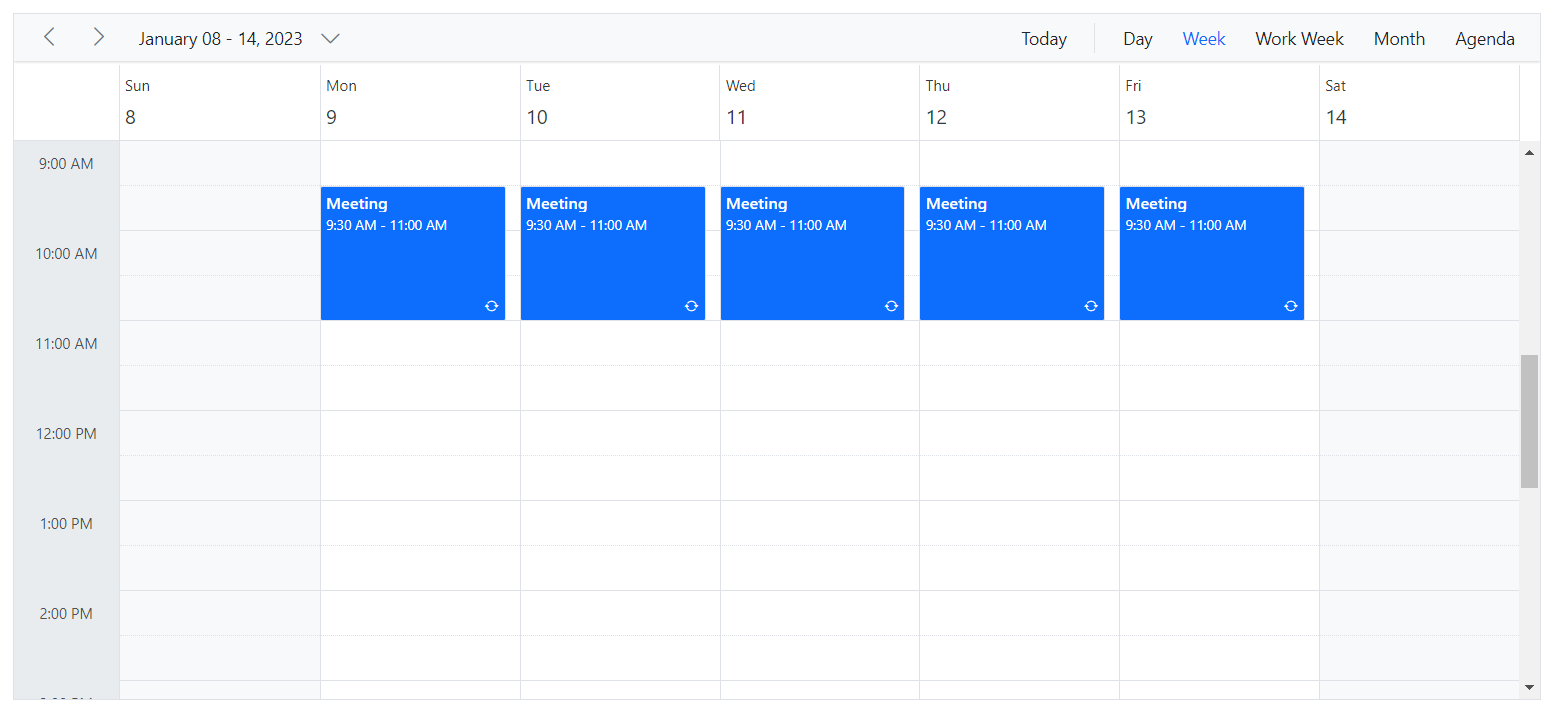 January 08 - 14, 2023
Today Day Week Work Week Month Agenda
Sun Mon Tue Wed Thu Fri Sat
8 9 10 11 12 13 14
9:00 AM
Meeting Meeting Meeting Meeting Meeting
9:30 AM - 11:00 AM 9:30 AM - 11:00 AM 9:30 AM - 11:00 AM 9:30 AM - 11:00 AM 9:30 AM - 11:00 AM
10:00 AM
11:00 AM
12:00 PM
1:00 PM
2:00 PM